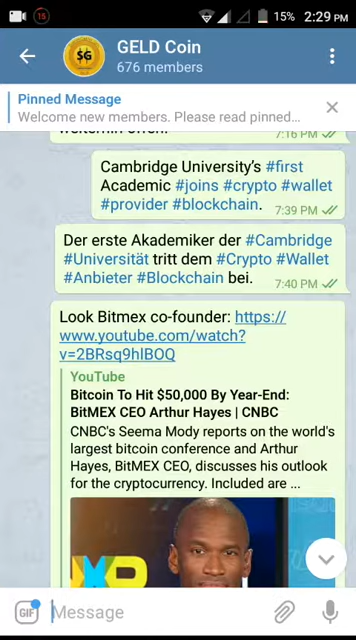 15
15% 2:29 PM
$G
GELD Coin
676 members
Pinned Message
Welcome new members. Please read pinned...
weiterhin offen.
7:16 PM
Cambridge University's #first
Academic #joins #crypto #wallet
#provider #blockchain.
7:39 PM
Der erste Akademiker der #Cambridge
#Universität tritt dem #Crypto #Wallet
#Anbieter #Blockchain bei.
7:40 PM
Look Bitmex co-founder: https://
www.youtube.com/watch?
v=2BRsq9hlBOQ
YouTube
Bitcoin To Hit $50,000 By Year-End:
BitMEX CEO Arthur Hayes | CNBC
CNBC's Seema Mody reports on the world's
largest bitcoin conference and Arthur
Hayes, BitMEX CEO, discusses his outlook
for the cryptocurrency. Included are ...
GIF
Message